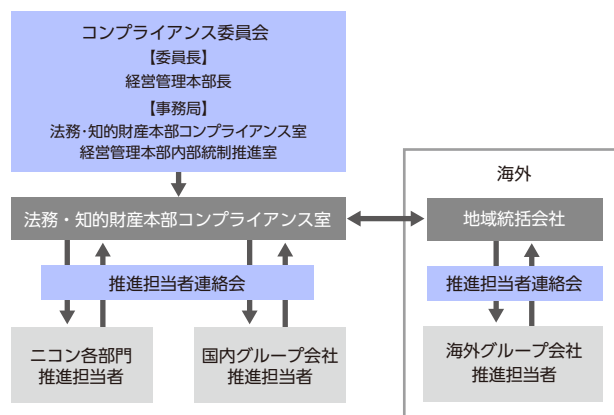 コンプライアンス委員会
【委員長】
経営管理本部長
【事務局】
法務・知的財産本部コンプライアンス室
経営管理本部内部統制推進室
法務・知的財産本部コンプライアンス室
推進担当者連絡会
ニコン各部門
推進担当者
国内グループ会社
推進担当者
海外
地域統括会社
推進担当者連絡会
海外グループ会社
推進担当者